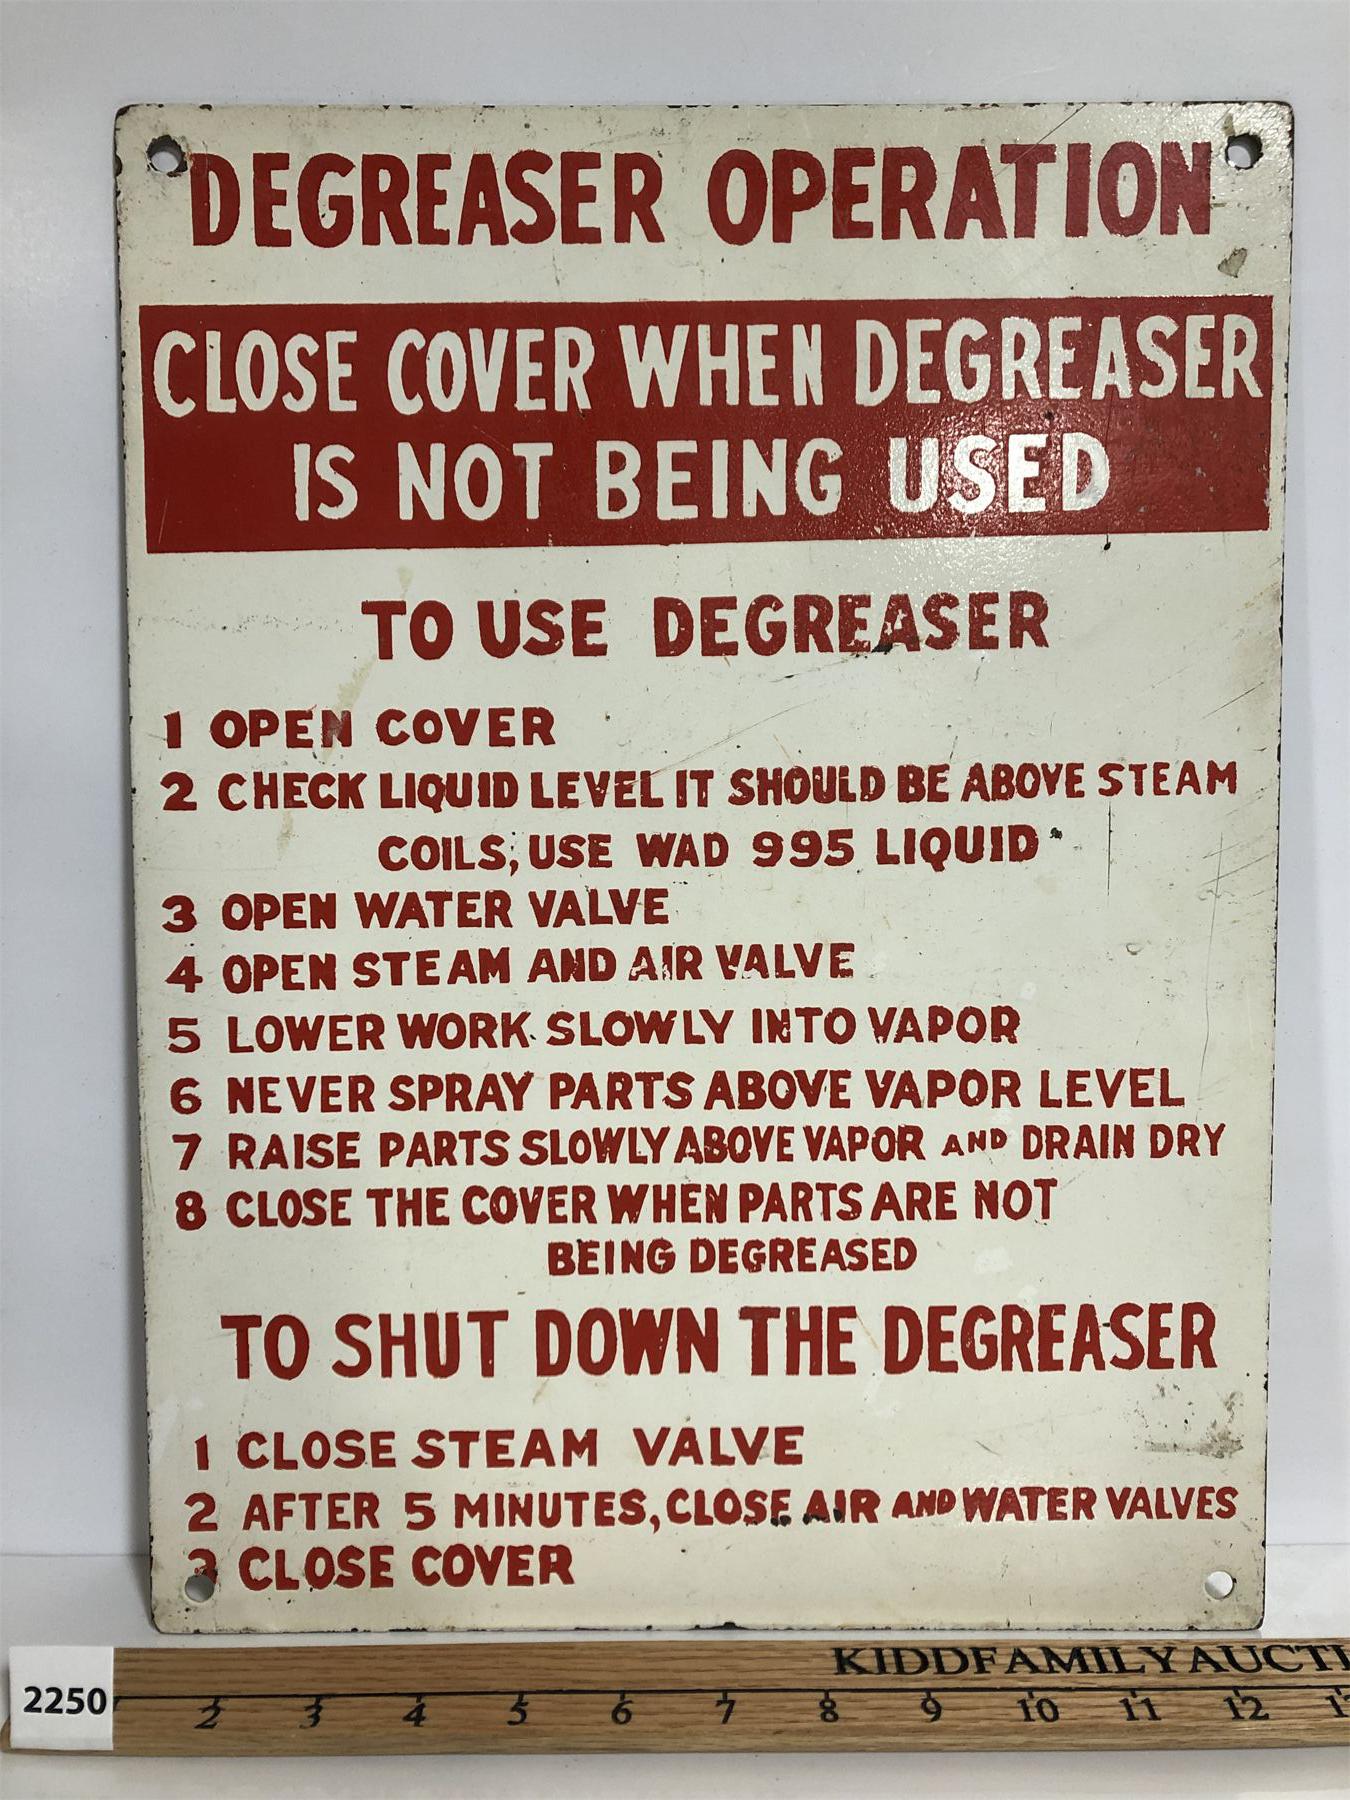 DEGREASER OPERATION
CLOSE COVER WHEN DEGREASER
IS NOT BEING USED
TO USE DEGREASER
1 OPEN COVER
2 CHECK LIQUID LEVEL IT SHOULD BE ABOVE STEAM
COILS, USE WAD 995 LIQUID
3 OPEN WATER VALVE
4 OPEN STEAM AND AIR VALVE
5 LOWER WORK SLOWLY INTO VAPOR
6 NEVER SPRAY PARTS ABOVE VAPOR LEVEL
7 RAISE PARTS SLOWLY ABOVE VAPOR AND DRAIN DRY
8 CLOSE THE COVER WHEN PARTS ARE NOT
BEING DEGREASED
TO SHUT DOWN THE DEGREASER
1 CLOSE STEAM VALVE
2 AFTER 5 MINUTES, CLOSE AIR AND WATER VALVES
3 CLOSE COVER
KIDDFAMILYAUCTI
2250 2 3 4 5 6 7 8 9 10 11 12